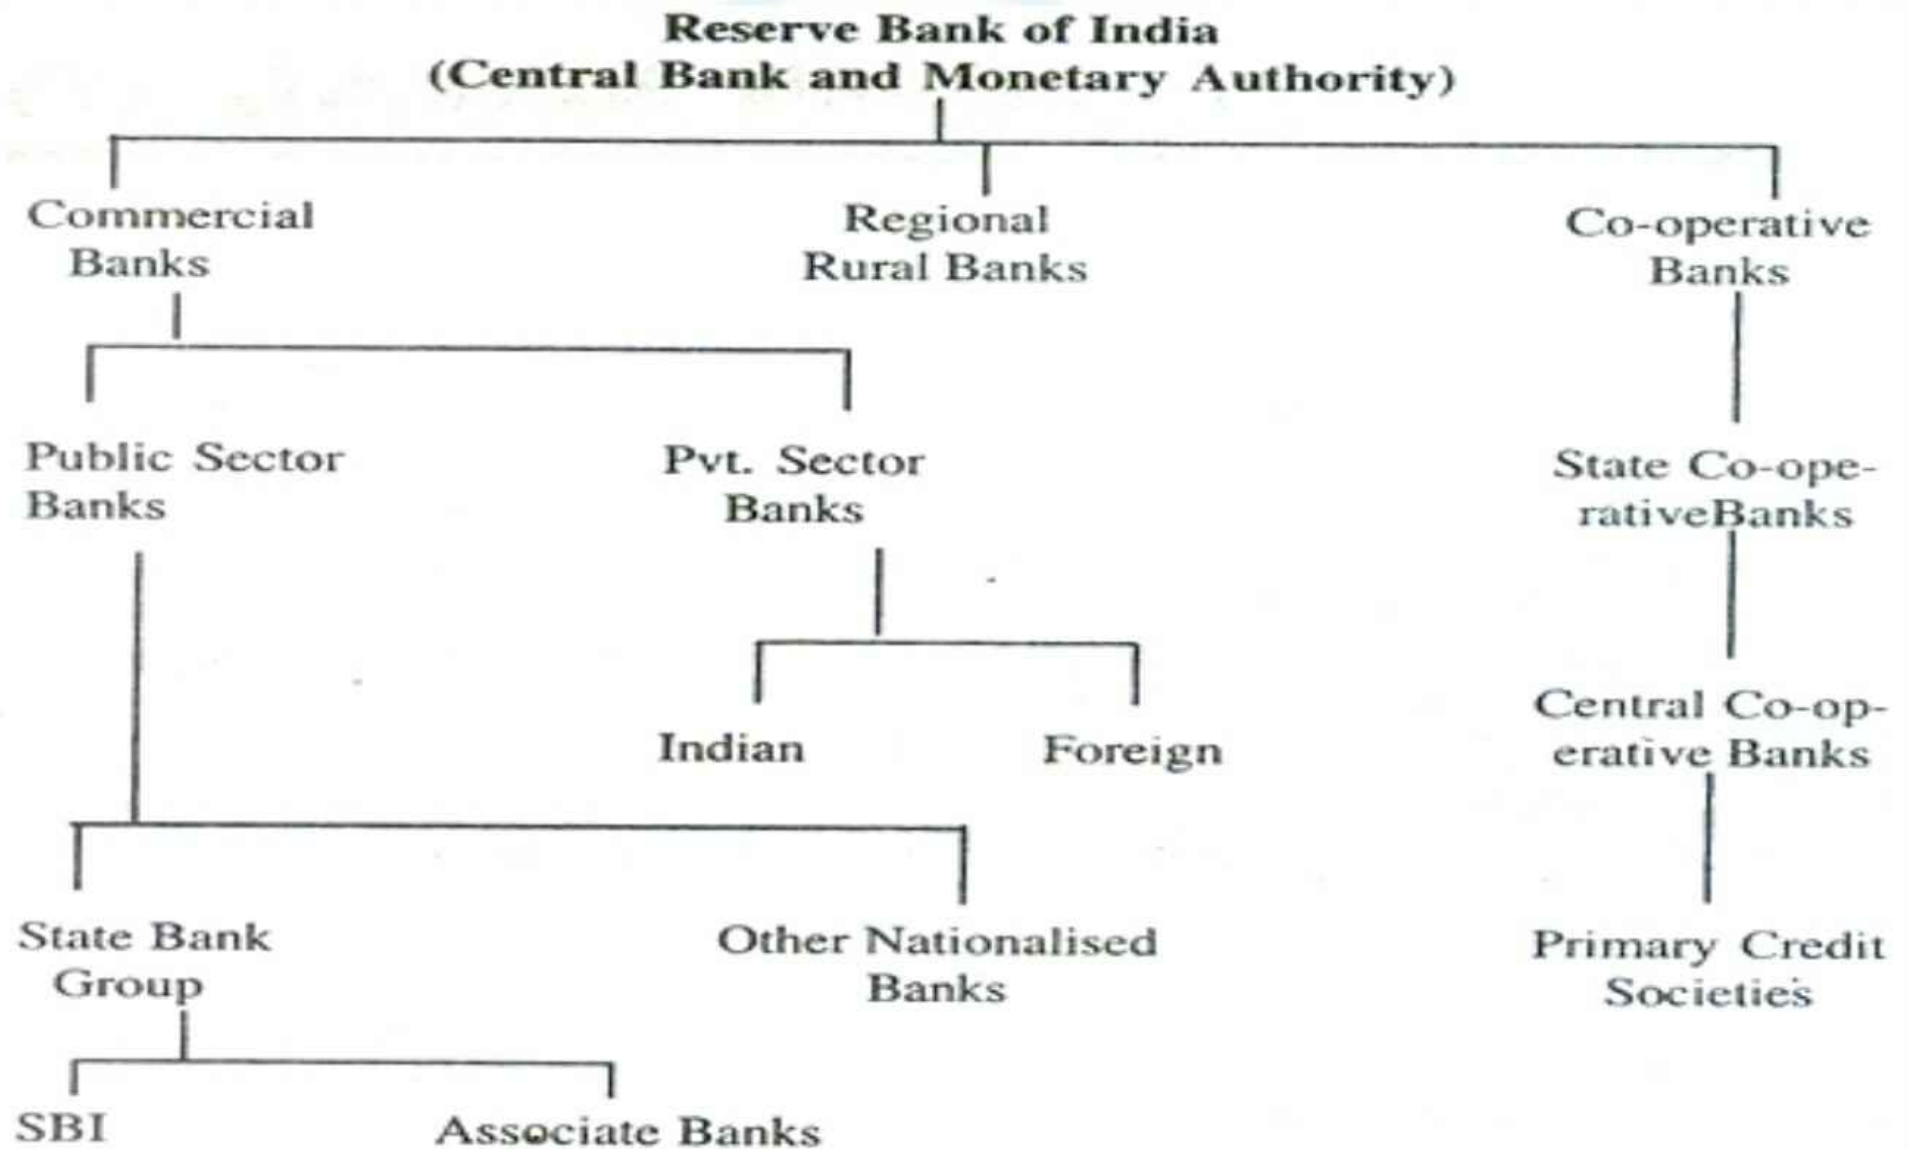 Reserve Bank of India
(Central Bank and Monetary Authority)
Commercial
Banks
Regional
Rural Banks
Co-operative
Banks
Public Sector
Banks
Pvt. Sector
Banks
State Co-ope-
rativeBanks
Indian
Foreign
Central Co-op-
erative Banks
State Bank
Group
Other Nationalised
Banks
Primary Credit
Societies
SBI
Associate Banks